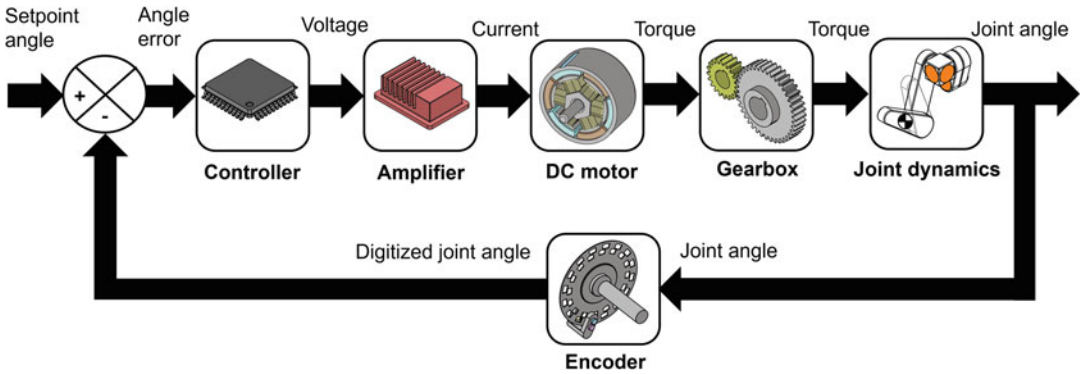 Setpoint
angle
Angle
error
Voltage
Current
Torque
Torque
Joint angle
+
-
Controller
Amplifier
DC motor
Gearbox
Joint dynamics
Digitized joint angle
Joint angle
Encoder